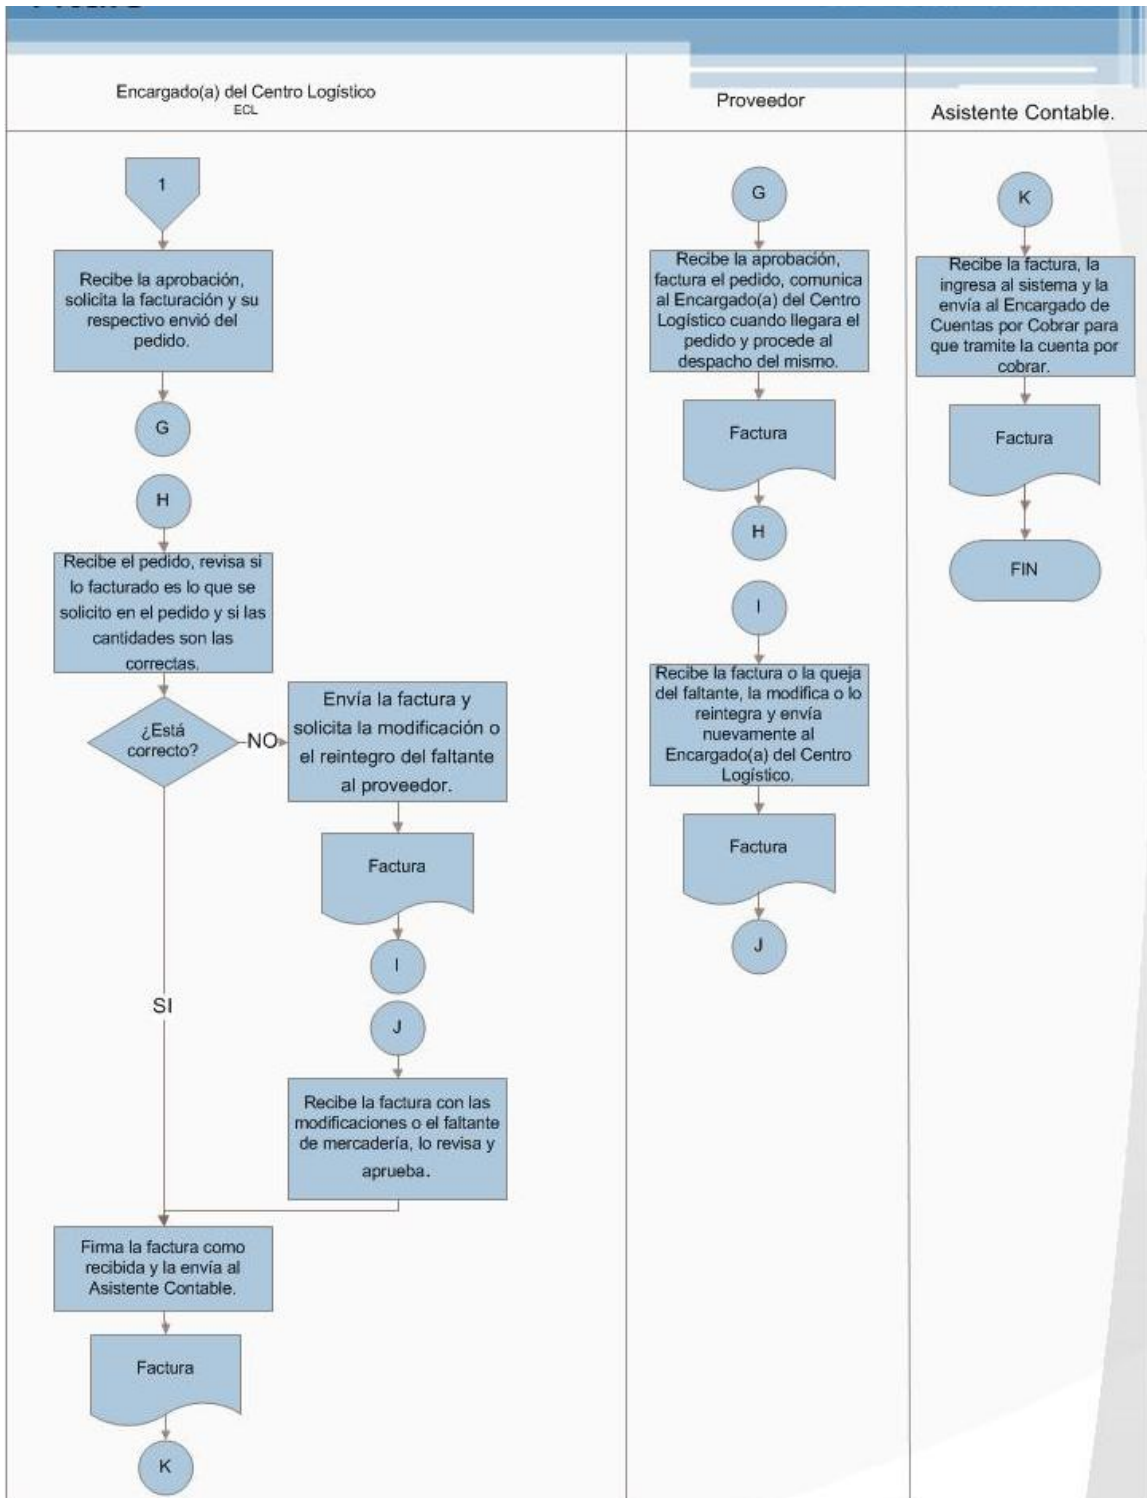 Encargado(a) del Centro Logístico
ECL
Proveedor
Asistente Contable.
1
Recibe la aprobación,
solicita la facturación y su
respectivo envió del
pedido.
G
H
Recibe el pedido, revisa si
lo facturado es lo que se
solicito en el pedido y si las
cantidades son las
correctas.
¿Está
correcto?
NO
Envía la factura y
solicita la modificación o
el reintegro del faltante
al proveedor.
Factura
I
J
SI
Recibe la factura con las
modificaciones o el faltante
de mercadería, lo revisa y
aprueba.
Firma la factura como
recibida y la envía al
Asistente Contable.
Factura
K
G
Recibe la aprobación,
factura el pedido, comunica
al Encargado(a) del Centro
Logístico cuando llegara el
pedido y procede al
despacho del mismo.
Factura
H
I
Recibe la factura o la queja
del faltante, la modifica o lo
reintegra y envía
nuevamente al
Encargado(a) del Centro
Logístico.
Factura
J
K
Recibe la factura, la
ingresa al sistema y la
envía al Encargado de
Cuentas por Cobrar para
que tramite la cuenta por
cobrar.
Factura
FIN